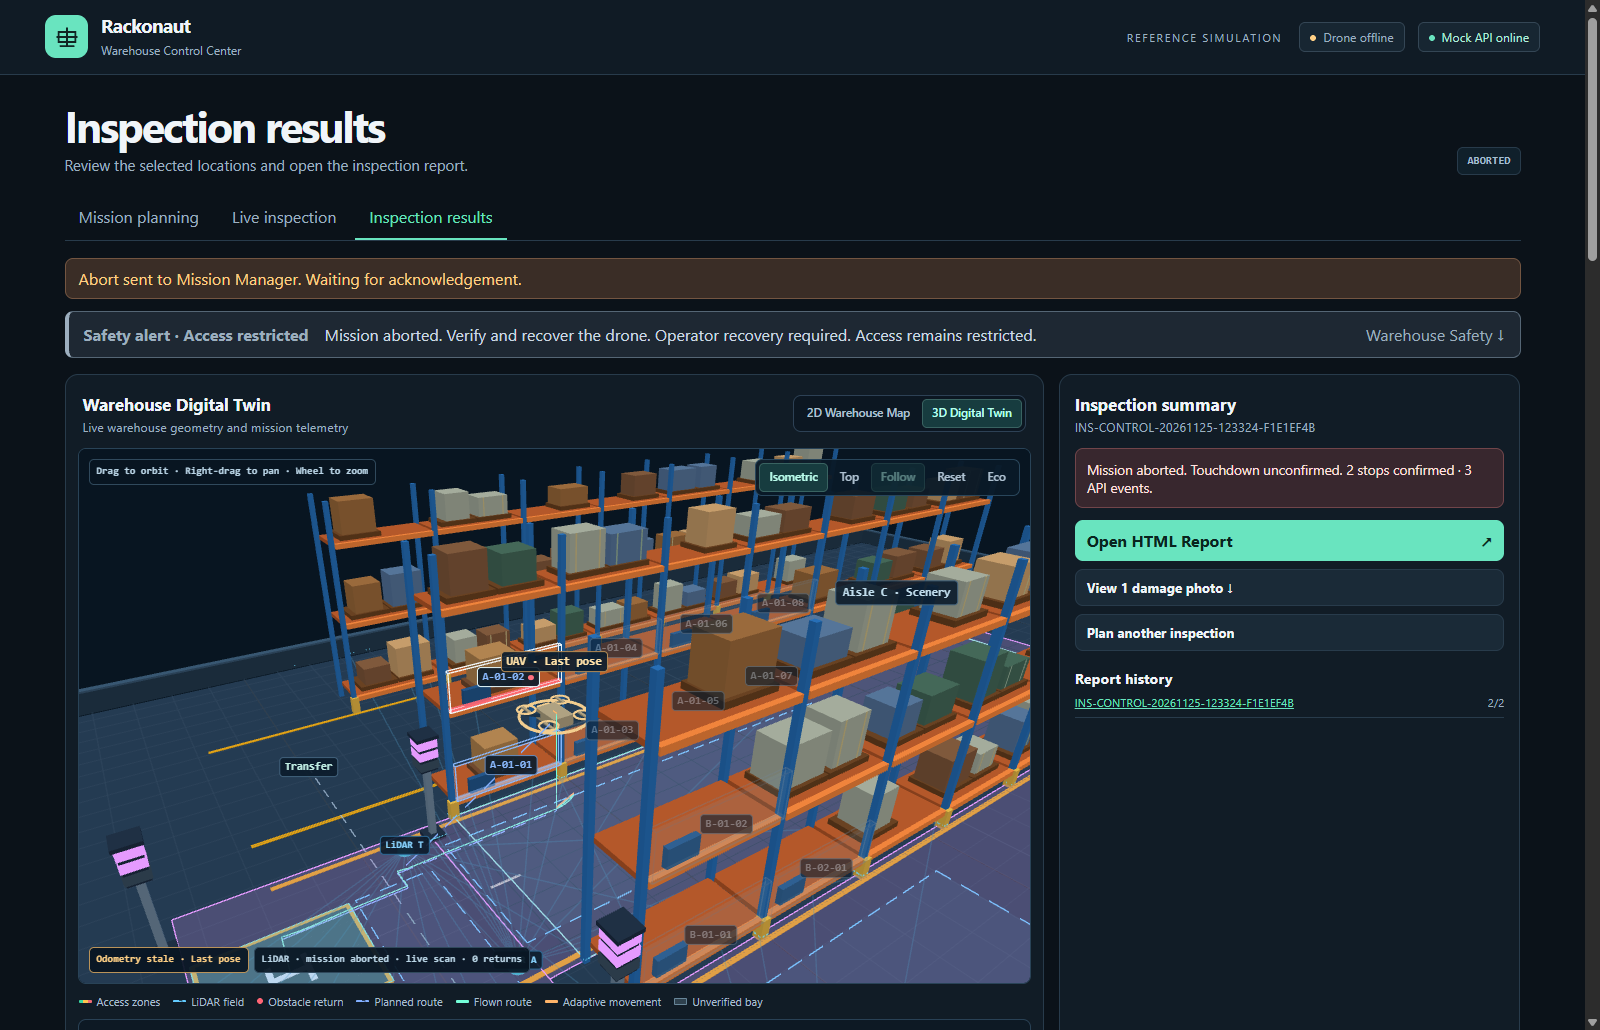 Rackonaut
Warehouse Control Center
REFERENCE SIMULATION
Drone offline
Mock API online
Inspection results
Review the selected locations and open the inspection report.
ABORTED
Mission planning
Live inspection
Inspection results
Abort sent to Mission Manager. Waiting for acknowledgement.
Safety alert · Access restricted
Mission aborted. Verify and recover the drone. Operator recovery required. Access remains restricted.
Warehouse Safety ↓
Warehouse Digital Twin
Live warehouse geometry and mission telemetry
2D Warehouse Map
3D Digital Twin
Drag to orbit · Right-drag to pan · Wheel to zoom
Isometric
Top
Follow
Reset
Eco
Aisle C · Scenery
A-01-08
A-01-06
A-01-04
UAV · Last pose
A-01-02
A-01-07
A-01-05
A-01-03
A-01-01
Transfer
B-01-02
LiDAR T
B-02-01
B-01-01
Odometry stale · Last pose
LiDAR · mission aborted · live scan · 0 returns
A
Access zones
LiDAR field
Obstacle return
Planned route
Flown route
Adaptive movement
Unverified bay
Inspection summary
INS-CONTROL-20261125-123324-F1E1EF4B
Mission aborted. Touchdown unconfirmed. 2 stops confirmed · 3
API events.
Open HTML Report ↗
View 1 damage photo ↓
Plan another inspection
Report history
INS-CONTROL-20261125-123324-F1E1EF4B
2/2